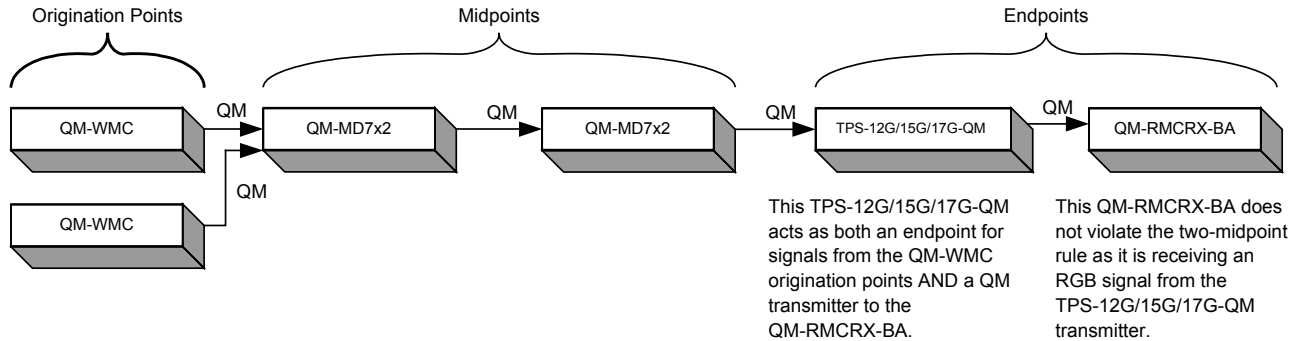 Origination Points
Midpoints
Endpoints
QM-WMC
QM
QM-MD7x2
QM
QM-MD7x2
QM
TPS-12G/15G/17G-QM
QM
QM-RMCRX-BA
QM
QM-WMC
This TPS-12G/15G/17G-QM
acts as both an endpoint for
signals from the QM-WMC
origination points AND a QM
transmitter to the
QM-RMCRX-BA.
This QM-RMCRX-BA does
not violate the two-midpoint
rule as it is receiving an
RGB signal from the
TPS-12G/15G/17G-QM
transmitter.